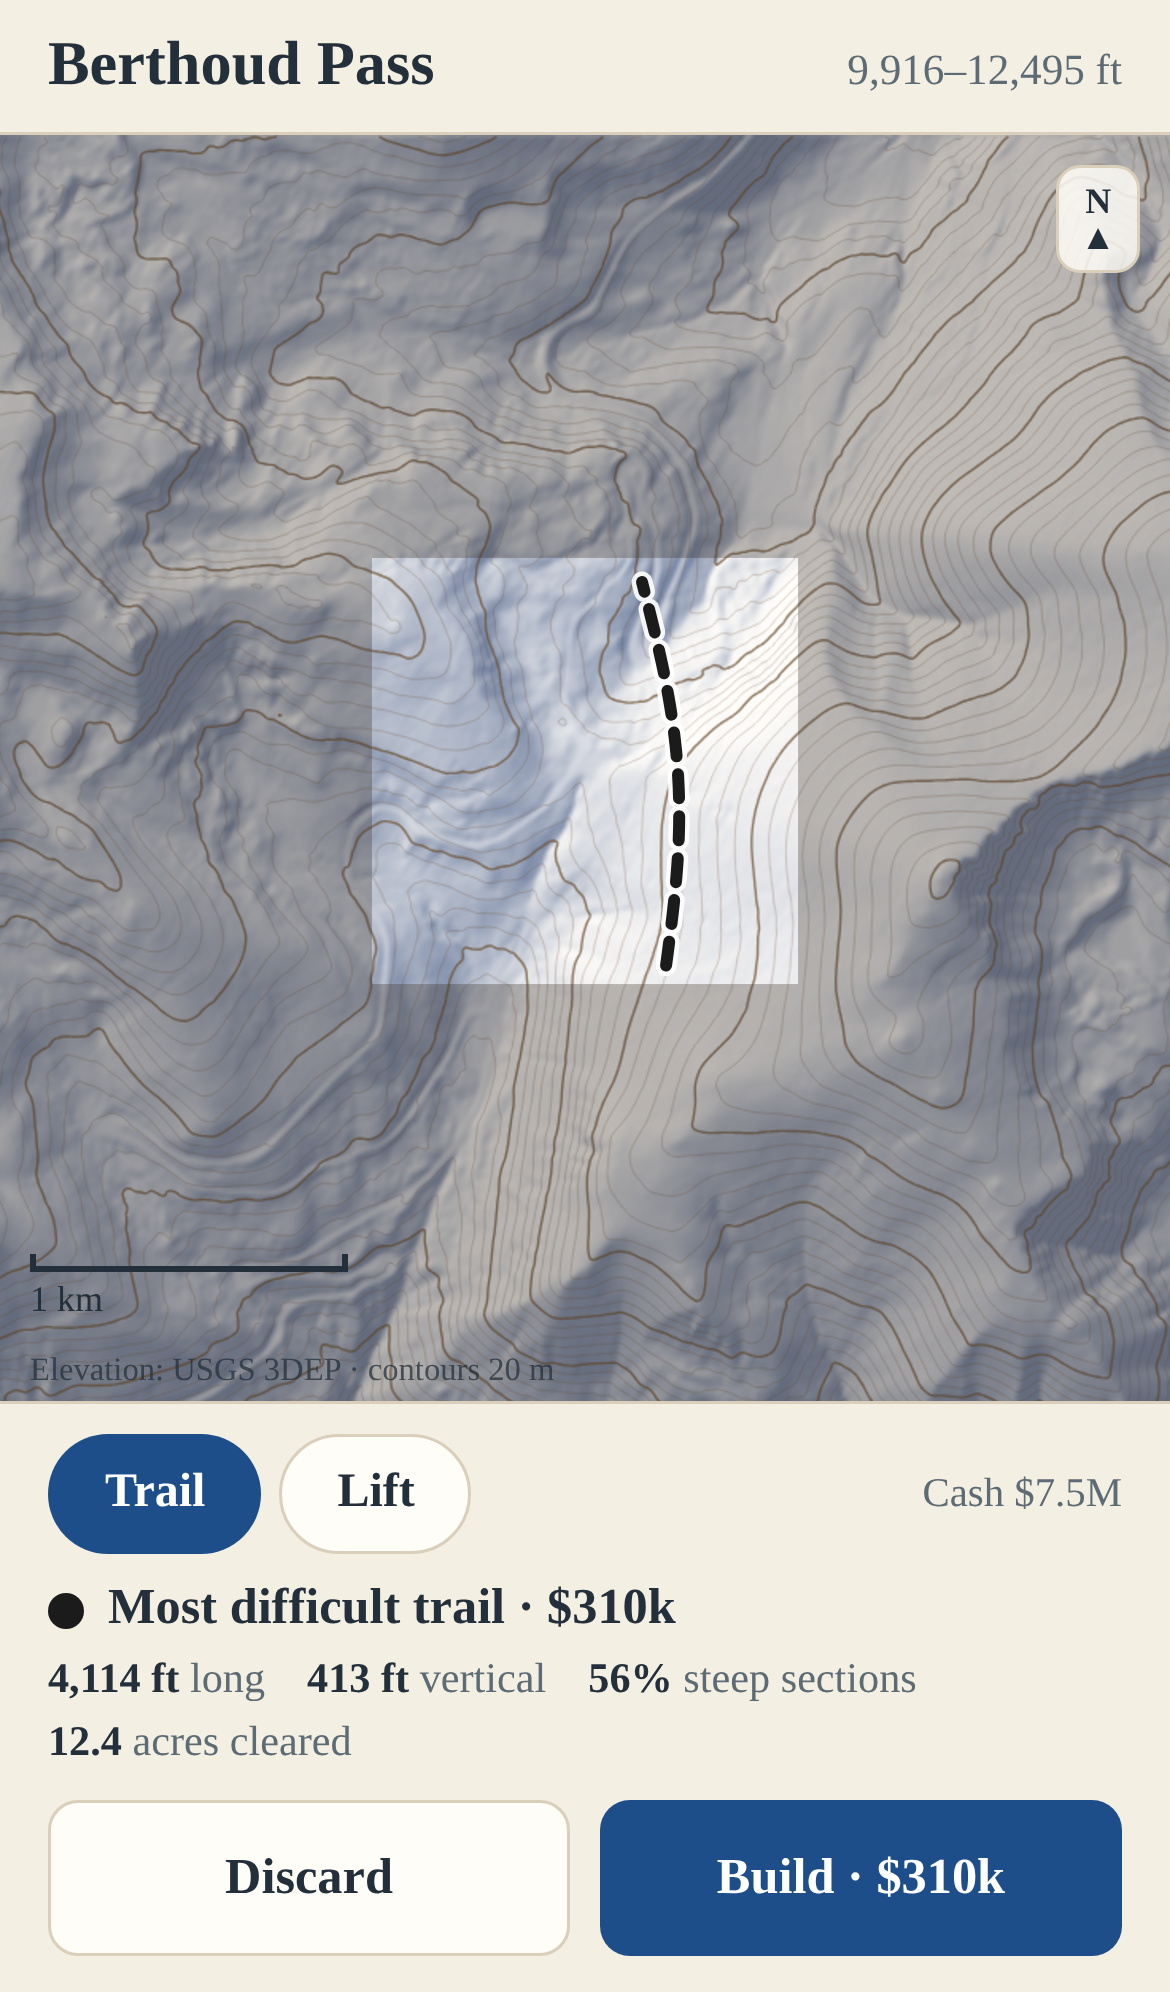 Berthoud Pass
9,916–12,495 ft
N
1 km
Elevation: USGS 3DEP · contours 20 m
Trail
Lift
Cash $7.5M
Most difficult trail · $310k
4,114 ft long 413 ft vertical 56% steep sections
12.4 acres cleared
Discard
Build · $310k